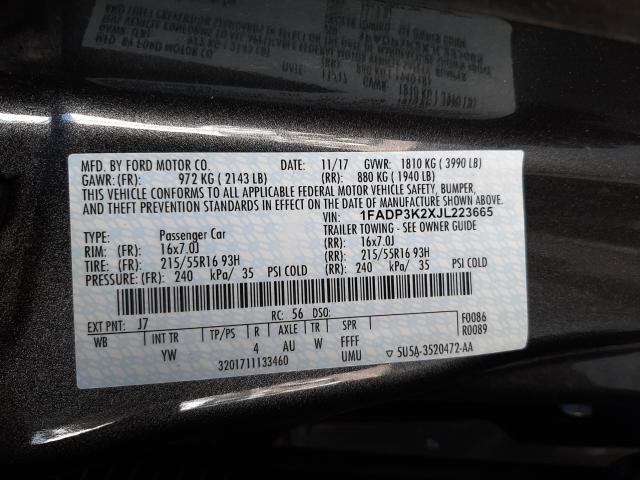 MFD. BY FORD MOTOR CO. DATE: 11/17 GVWR: 1810 KG ( 3990 LB)
GAWR: (FR): 972 KG ( 2143 LB) (RR): 880 KG ( 1940 LB)
THIS VEHICLE CONFORMS TO ALL APPLICABLE FEDERAL MOTOR VEHICLE SAFETY, BUMPER,
AND THEFT PREVENTION STANDARDS IN EFFECT ON THE DATE OF MANUFACTURE SHOWN ABOVE.
VIN: 1FADP3K2XJL223665
TYPE: Passenger Car TRAILER TOWING - SEE OWNER GUIDE
RIM: (FR): 16x7.0J (RR): 16x7.0J
TIRE: (FR): 215/55R16 93H (RR): 215/55R16 93H
PRESSURE: (FR): 240 kPa/ 35 PSI COLD (RR): 240 kPa/ 35 PSI COLD
EXT PNT: J7 RC: 56 DSO: F0086
WB INT TR TP/PS R AXLE TR SPR R0089
YW 4 AU W FFFF
3201711133460 UMU ▽ 5U5A-3520472-AA